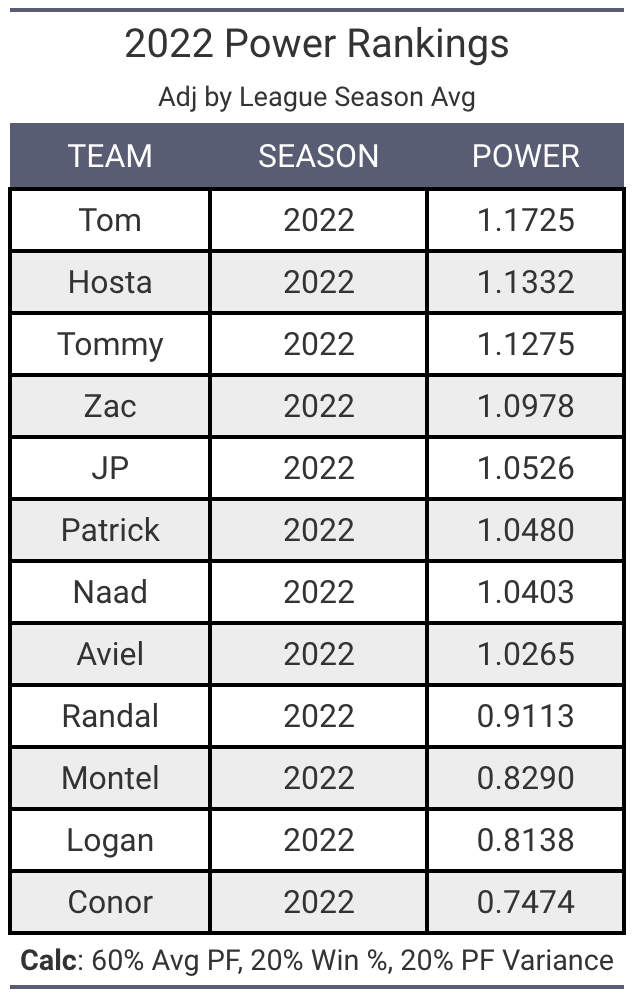 2022 Power Rankings
Adj by League Season Avg
TEAM SEASON POWER
Tom 2022 1.1725
Hosta 2022 1.1332
Tommy 2022 1.1275
Zac 2022 1.0978
JP 2022 1.0526
Patrick 2022 1.0480
Naad 2022 1.0403
Aviel 2022 1.0265
Randal 2022 0.9113
Montel 2022 0.8290
Logan 2022 0.8138
Conor 2022 0.7474
Calc: 60% Avg PF, 20% Win %, 20% PF Variance